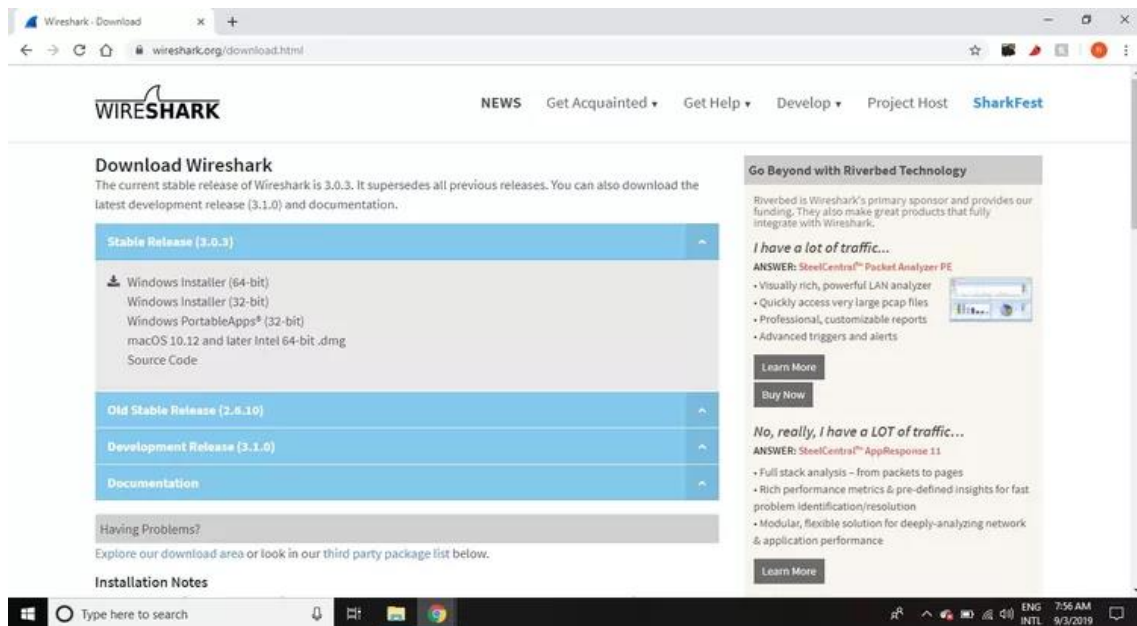 Wireshark - Download
wireshark.org/download.html
WIRESHARK
NEWS Get Acquainted Get Help Develop Project Host SharkFest
Download Wireshark
The current stable release of Wireshark is 3.0.3. It supersedes all previous releases. You can also download the
latest development release (3.1.0) and documentation.
Stable Release (3.0.3)
Windows Installer (64-bit)
Windows Installer (32-bit)
Windows PortableApps® (32-bit)
macOS 10.12 and later Intel 64-bit .dmg
Source Code
Old Stable Release (2.6.10)
Development Release (3.1.0)
Documentation
Having Problems?
Explore our download area or look in our third party package list below.
Installation Notes
Go Beyond with Riverbed Technology
Riverbed is Wireshark's primary sponsor and provides our
funding. They also make great products that fully
integrate with Wireshark.
I have a lot of traffic...
ANSWER: SteelCentral™ Packet Analyzer PE
• Visually rich, powerful LAN analyzer
• Quickly access very large pcap files
• Professional, customizable reports
• Advanced triggers and alerts
Learn More
Buy Now
No, really, I have a LOT of traffic...
ANSWER: SteelCentral™ AppResponse 11
• Full stack analysis – from packets to pages
• Rich performance metrics & pre-defined insights for fast
problem identification/resolution
• Modular, flexible solution for deeply-analyzing network
& application performance
Learn More
Type here to search
ENG 7:56 AM
INTL 9/3/2019